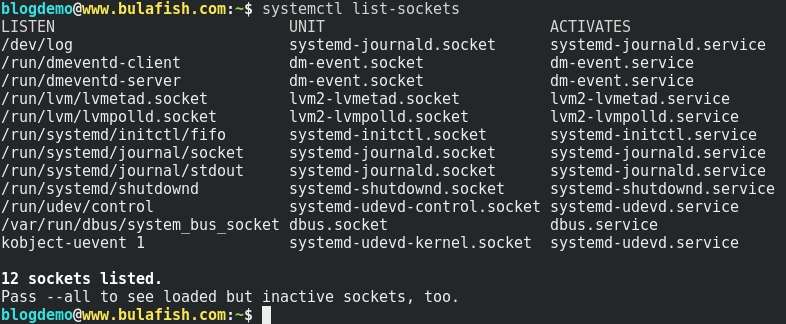 blogdemo@www.bulafish.com:~$ systemctl list-sockets
LISTEN UNIT ACTIVATES
/dev/log systemd-journald.socket systemd-journald.service
/run/dmeventd-client dm-event.socket dm-event.service
/run/dmeventd-server dm-event.socket dm-event.service
/run/lvm/lvmetad.socket lvm2-lvmetad.socket lvm2-lvmetad.service
/run/lvm/lvmpolld.socket lvm2-lvmpolld.socket lvm2-lvmpolld.service
/run/systemd/initctl/fifo systemd-initctl.socket systemd-initctl.service
/run/systemd/journal/socket systemd-journald.socket systemd-journald.service
/run/systemd/journal/stdout systemd-journald.socket systemd-journald.service
/run/systemd/shutdownd systemd-shutdownd.socket systemd-shutdownd.service
/run/udev/control systemd-udevd-control.socket systemd-udevd.service
/var/run/dbus/system_bus_socket dbus.socket dbus.service
kobject-uevent 1 systemd-udevd-kernel.socket systemd-udevd.service
12 sockets listed.
Pass --all to see loaded but inactive sockets, too.
blogdemo@www.bulafish.com:~$